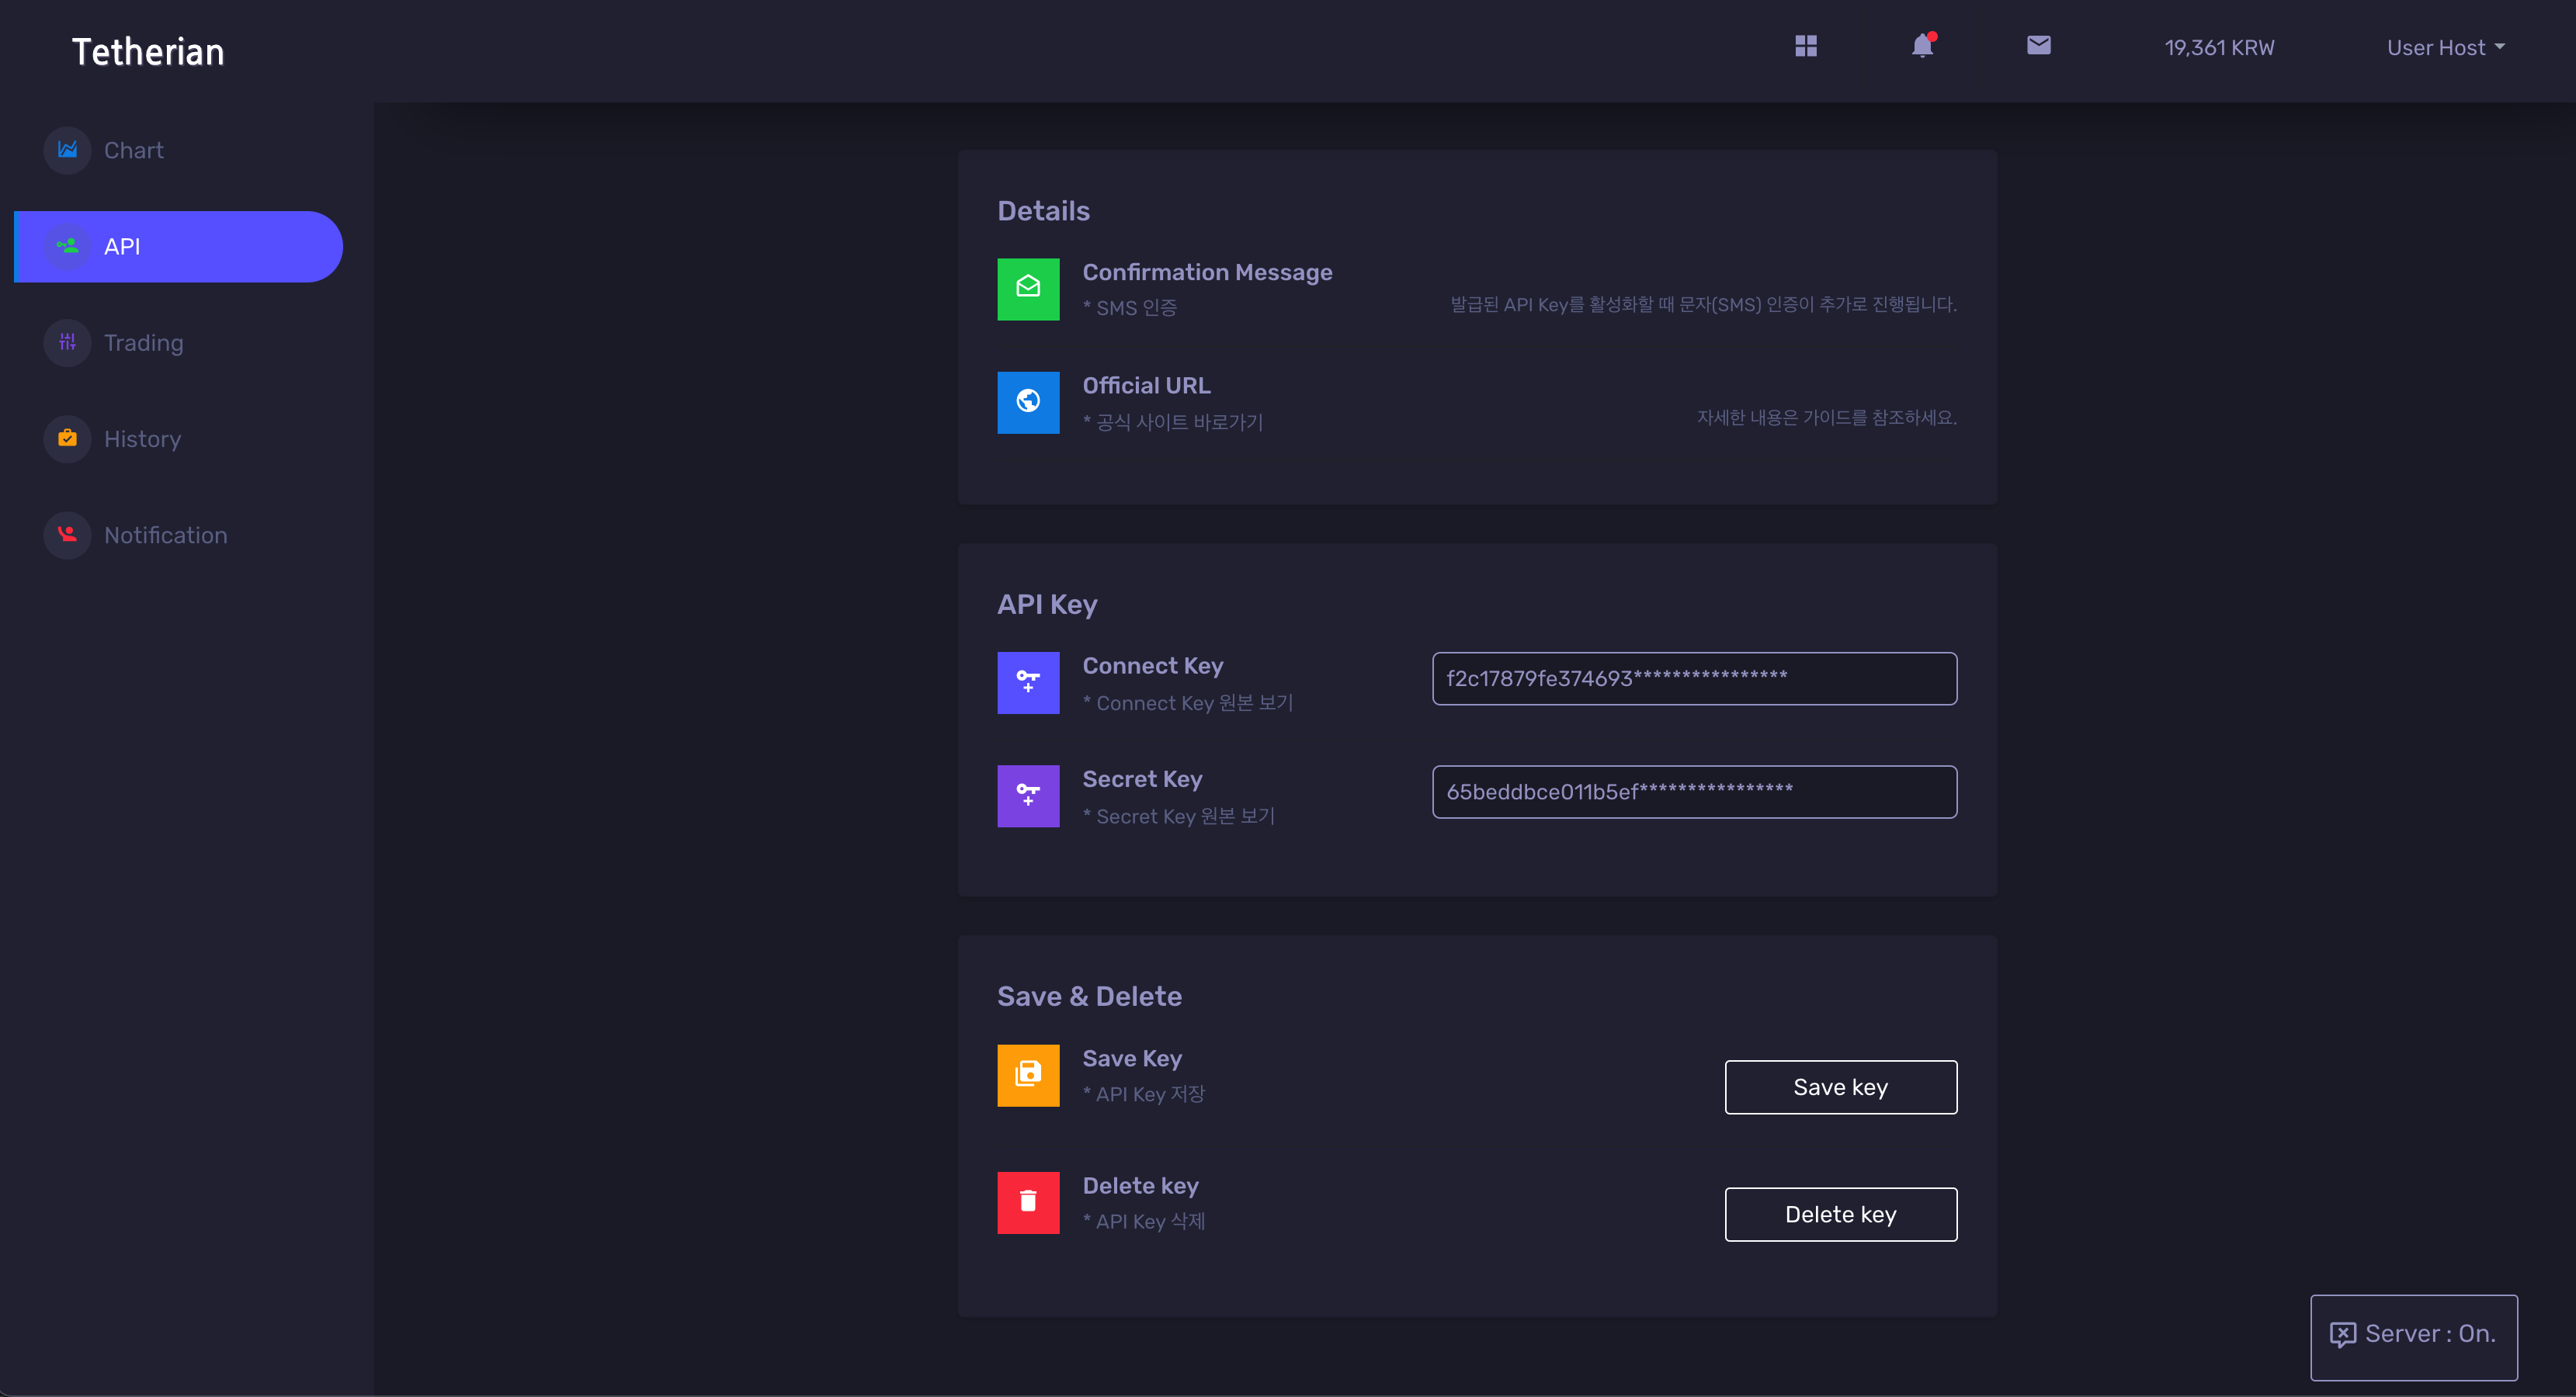 Tetherian
19,361 KRW
User Host
Chart
API
Trading
History
Notification
Details
Confirmation Message
* SMS 인증
발급된 API Key를 활성화할 때 문자(SMS) 인증이 추가로 진행됩니다.
Official URL
* 공식 사이트 바로가기
자세한 내용은 가이드를 참조하세요.
API Key
Connect Key
* Connect Key 원본 보기
f2c17879fe374693****************
Secret Key
* Secret Key 원본 보기
65beddbce011b5ef****************
Save & Delete
Save Key
* API Key 저장
Save key
Delete key
* API Key 삭제
Delete key
Server : On.